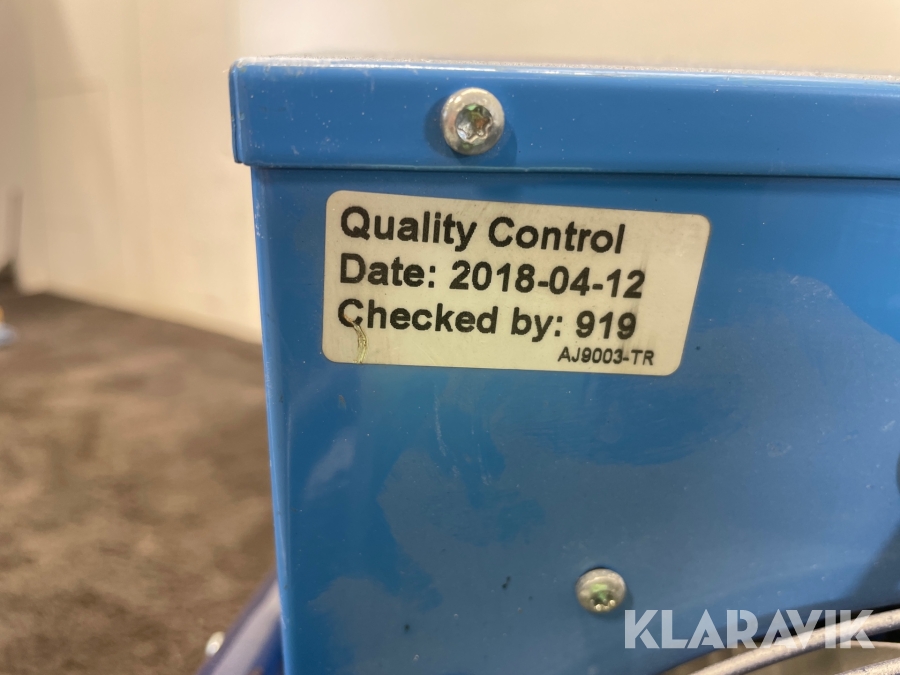 Quality Control
Date: 2018-04-12
Checked by: 919
AJ9003-TR
KLARAVIK